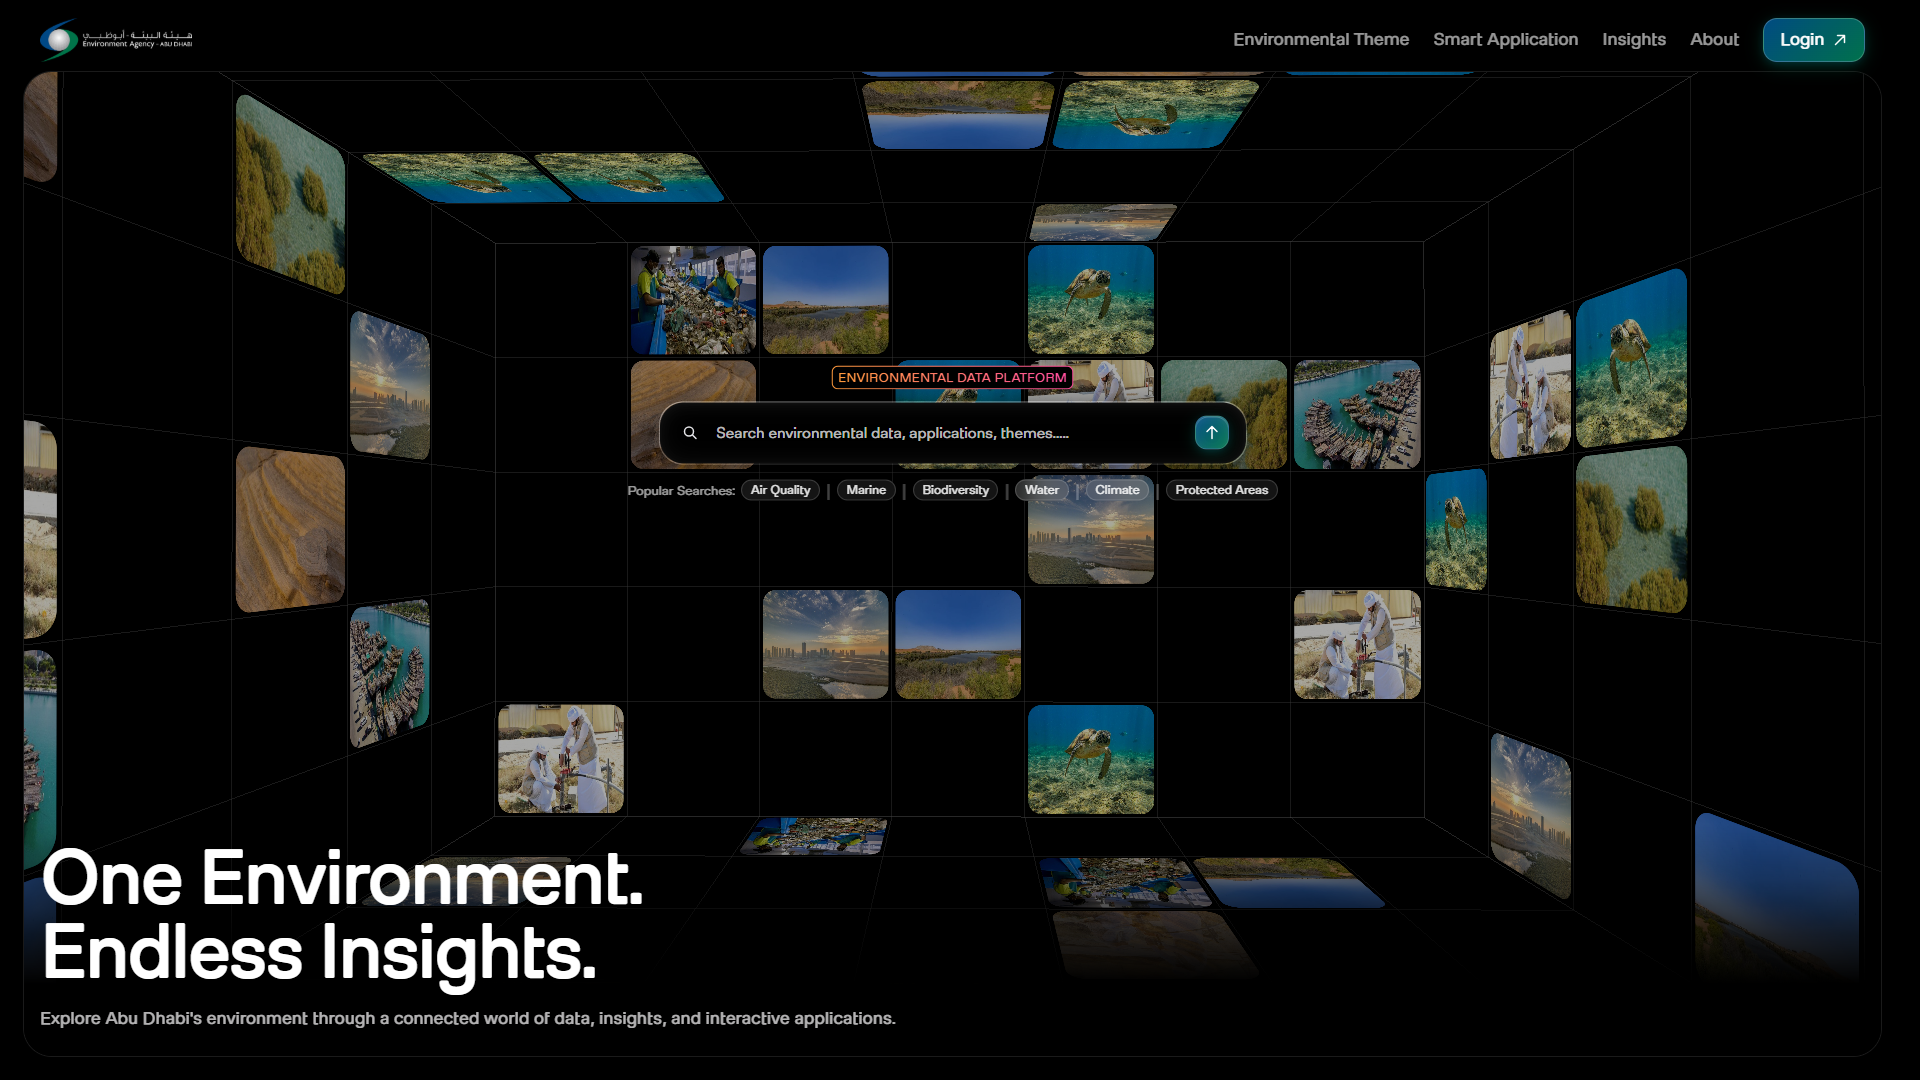 هيئة البيئة - أبوظبي
Environment Agency - ABU DHABI
Environmental Theme
Smart Application
Insights
About
Login
ENVIRONMENTAL DATA PLATFORM
Search environmental data, applications, themes.....
Popular Searches: Air Quality | Marine | Biodiversity | Water | Climate | Protected Areas
One Environment.
Endless Insights.
Explore Abu Dhabi's environment through a connected world of data, insights, and interactive applications.